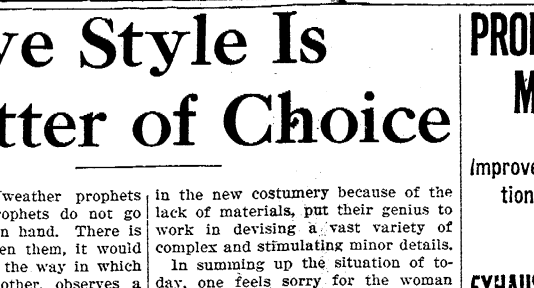 ve Style Is
tter of Choice
weather prophets
ophets do not go
n hand. There is
en them, it would
the way in which
other, observes a
in the new costumery because of the
lack of materials, put their genius to
work in devising a vast variety of
complex and stimulating minor details.
In summing up the situation of to-
day, one feels sorry for the woman
PRO
M
Improve
tion
EXHAUS